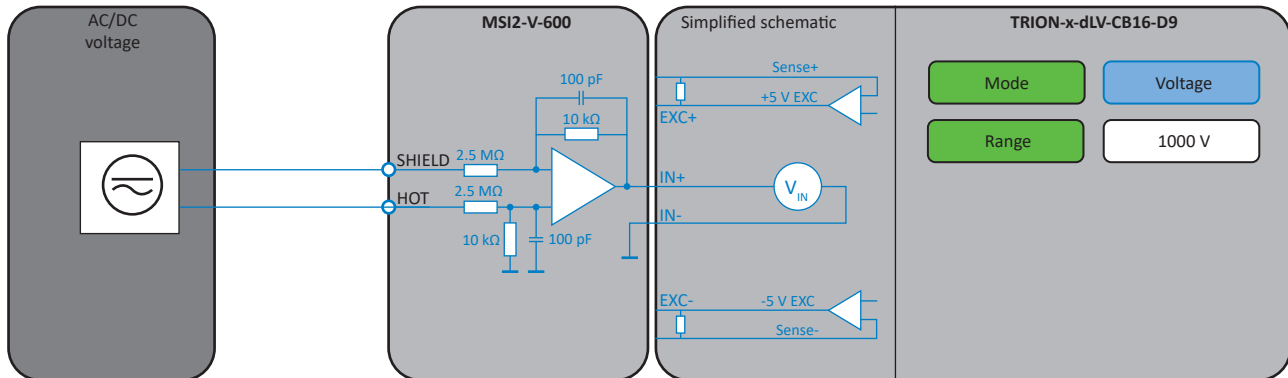 AC/DC
voltage
MSI2-V-600
Simplified schematic
TRION-x-dLV-CB16-D9
100 pF
10 kΩ
SHIELD
2.5 MΩ
HOT
2.5 MΩ
10 kΩ
100 pF
Sense+
+5 V EXC
EXC+
IN+
VIN
IN-
EXC-
-5 V EXC
Sense-
Mode
Voltage
Range
1000 V